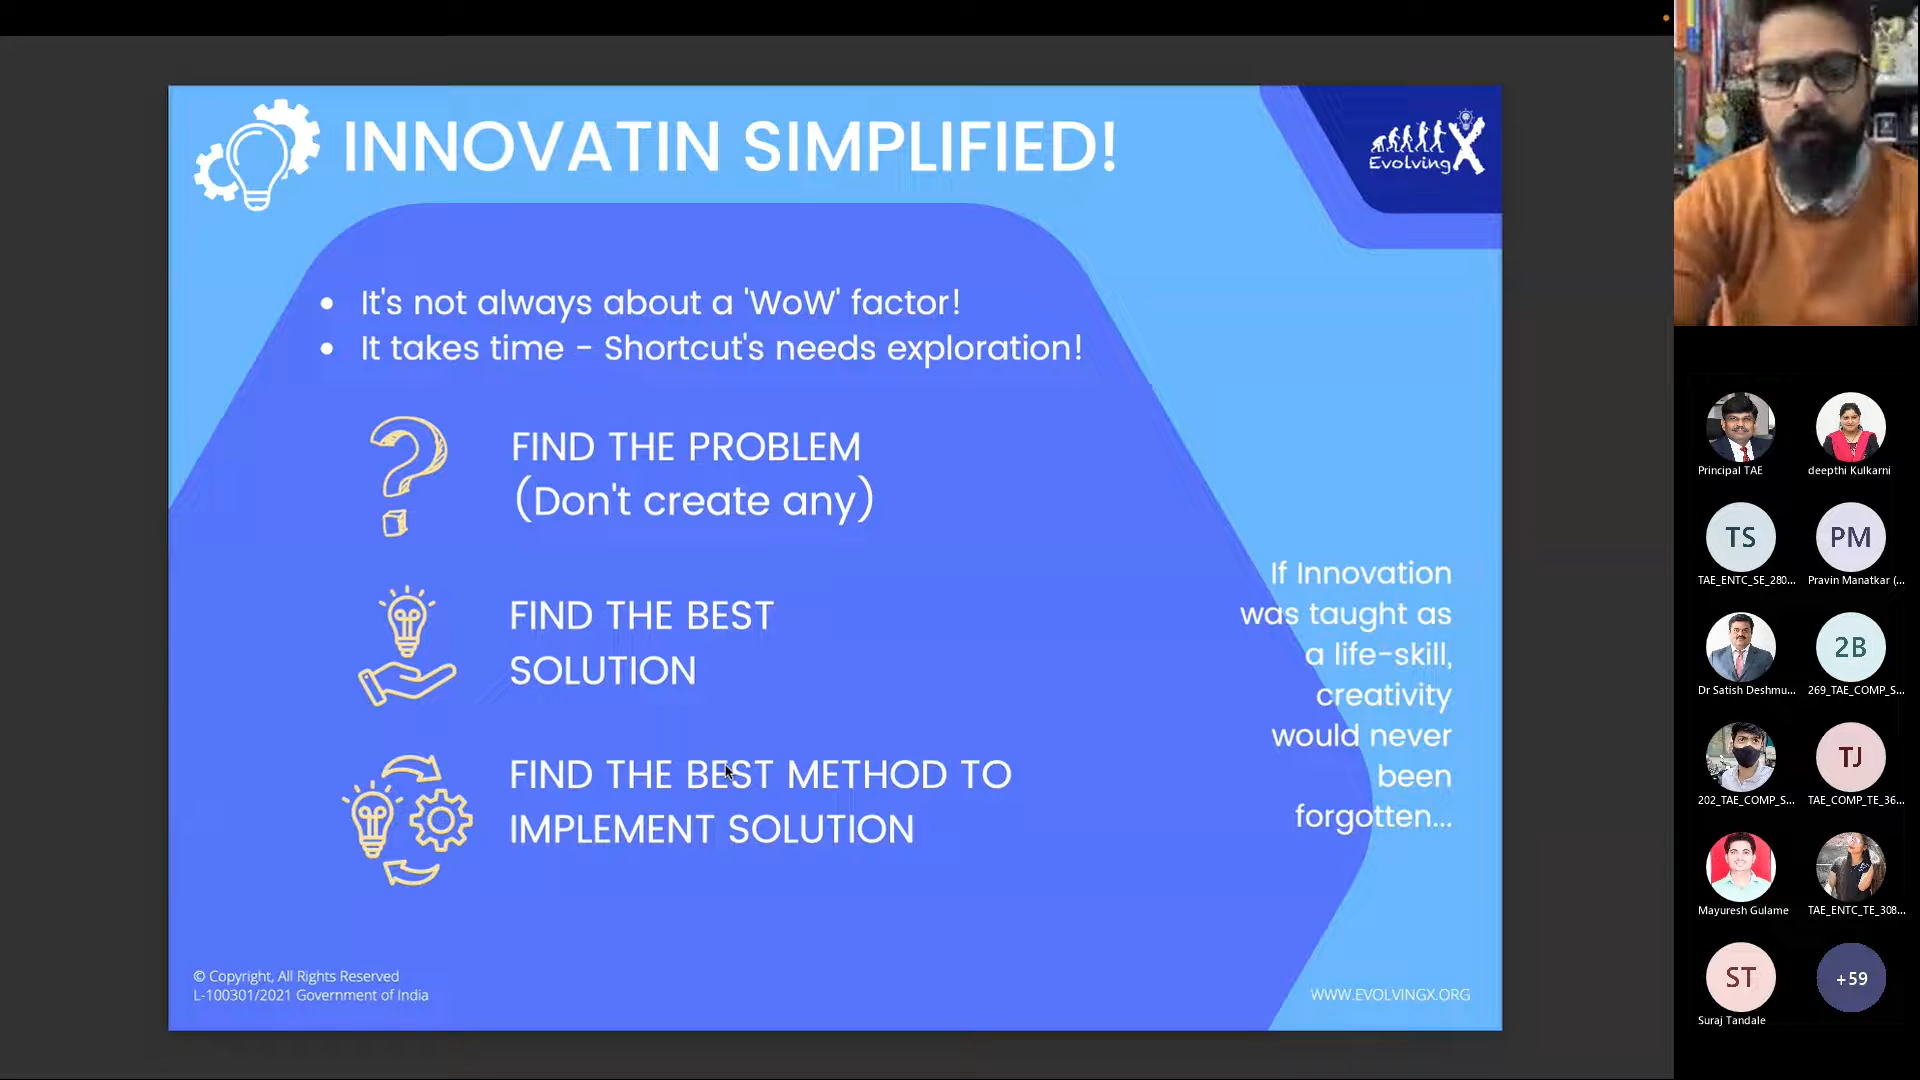 INNOVATIN SIMPLIFIED!
EvolvingX
• It's not always about a 'WoW' factor!
• It takes time - Shortcut's needs exploration!
FIND THE PROBLEM
(Don't create any)
FIND THE BEST
SOLUTION
FIND THE BEST METHOD TO
IMPLEMENT SOLUTION
If Innovation
was taught as
a life-skill,
creativity
would never
been
forgotten...
© Copyright, All Rights Reserved
L-100301/2021 Government of India
WWW.EVOLVINGX.ORG
Principal TAE
deepthi Kulkarni
TS
PM
TAE_ENTC_SE_280...
Pravin Manatkar (...
2B
Dr Satish Deshmu...
269_TAE_COMP_S...
TJ
202_TAE_COMP_S...
TAE_COMP_TE_36...
Mayuresh Gulame
TAE_ENTC_TE_308...
ST
+59
Suraj Tandale